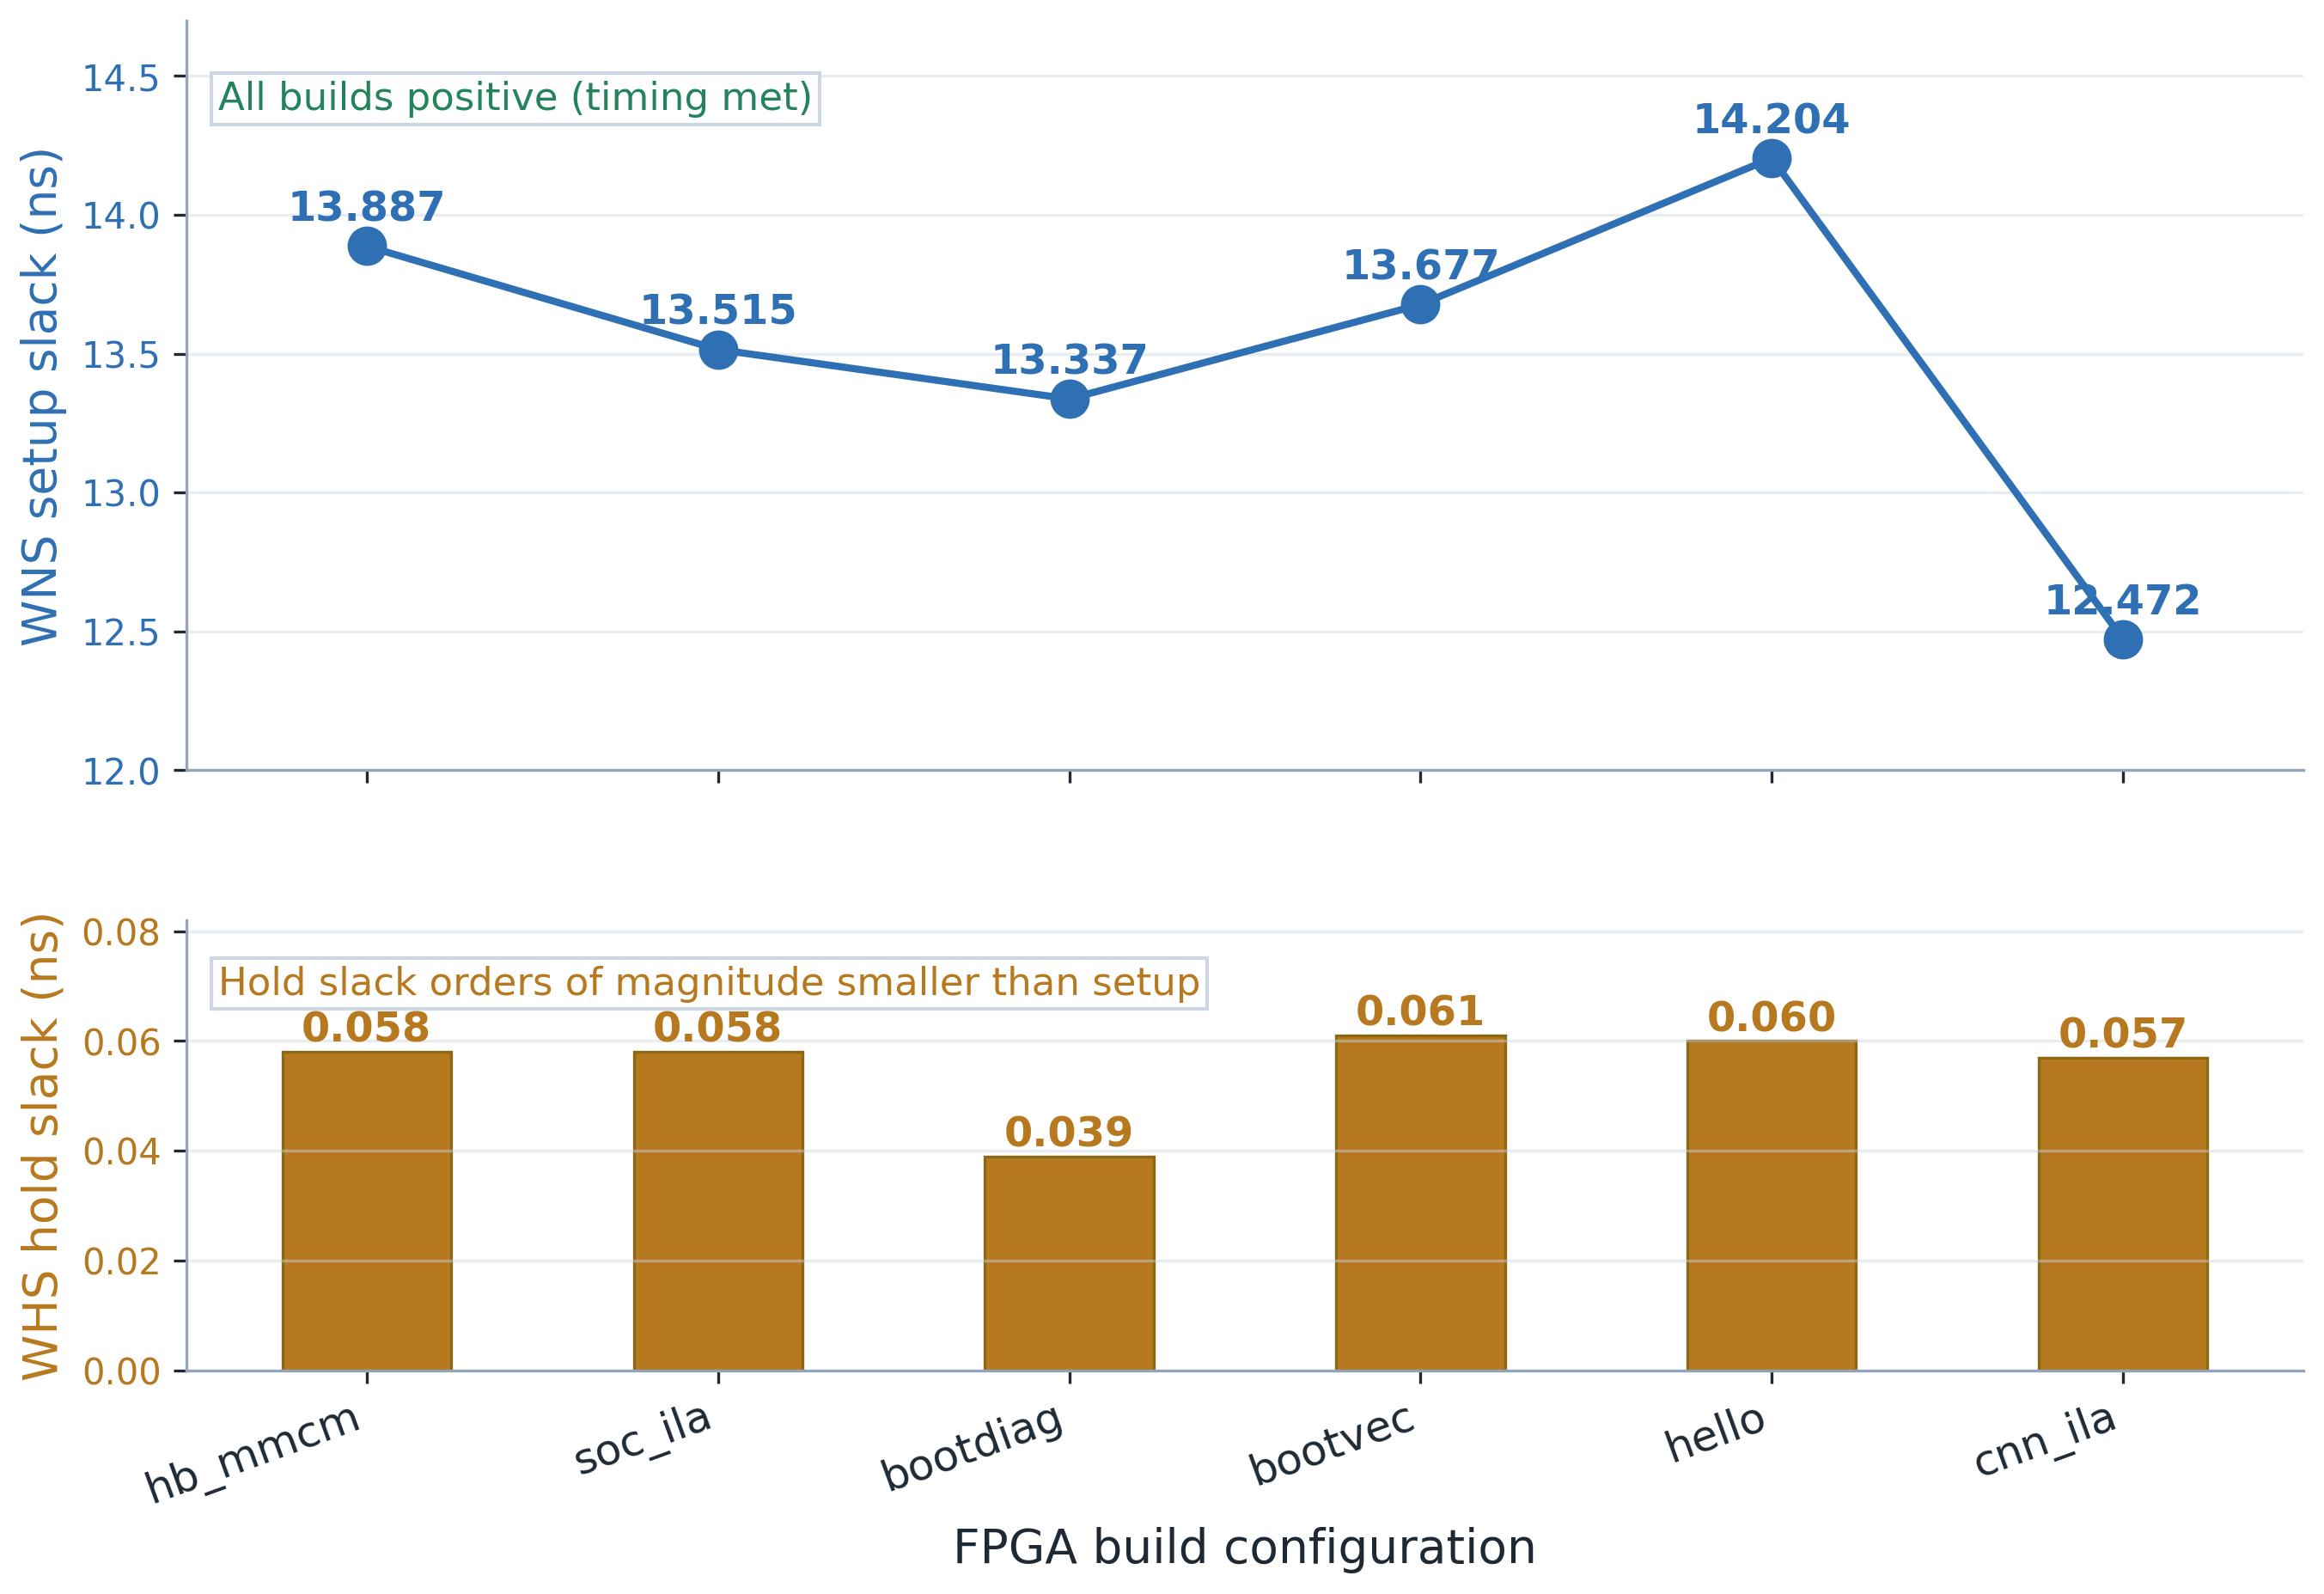 WNS setup slack (ns)
14.5
14.0
13.5
13.0
12.5
12.0
All builds positive (timing met)
13.887
13.515
13.337
13.677
14.204
12.472
WHS hold slack (ns)
0.08
0.06
0.04
0.02
0.00
Hold slack orders of magnitude smaller than setup
0.058
0.058
0.039
0.061
0.060
0.057
hb_mmcm
soc_ila
bootdiag
bootvec
hello
cnn_ila
FPGA build configuration